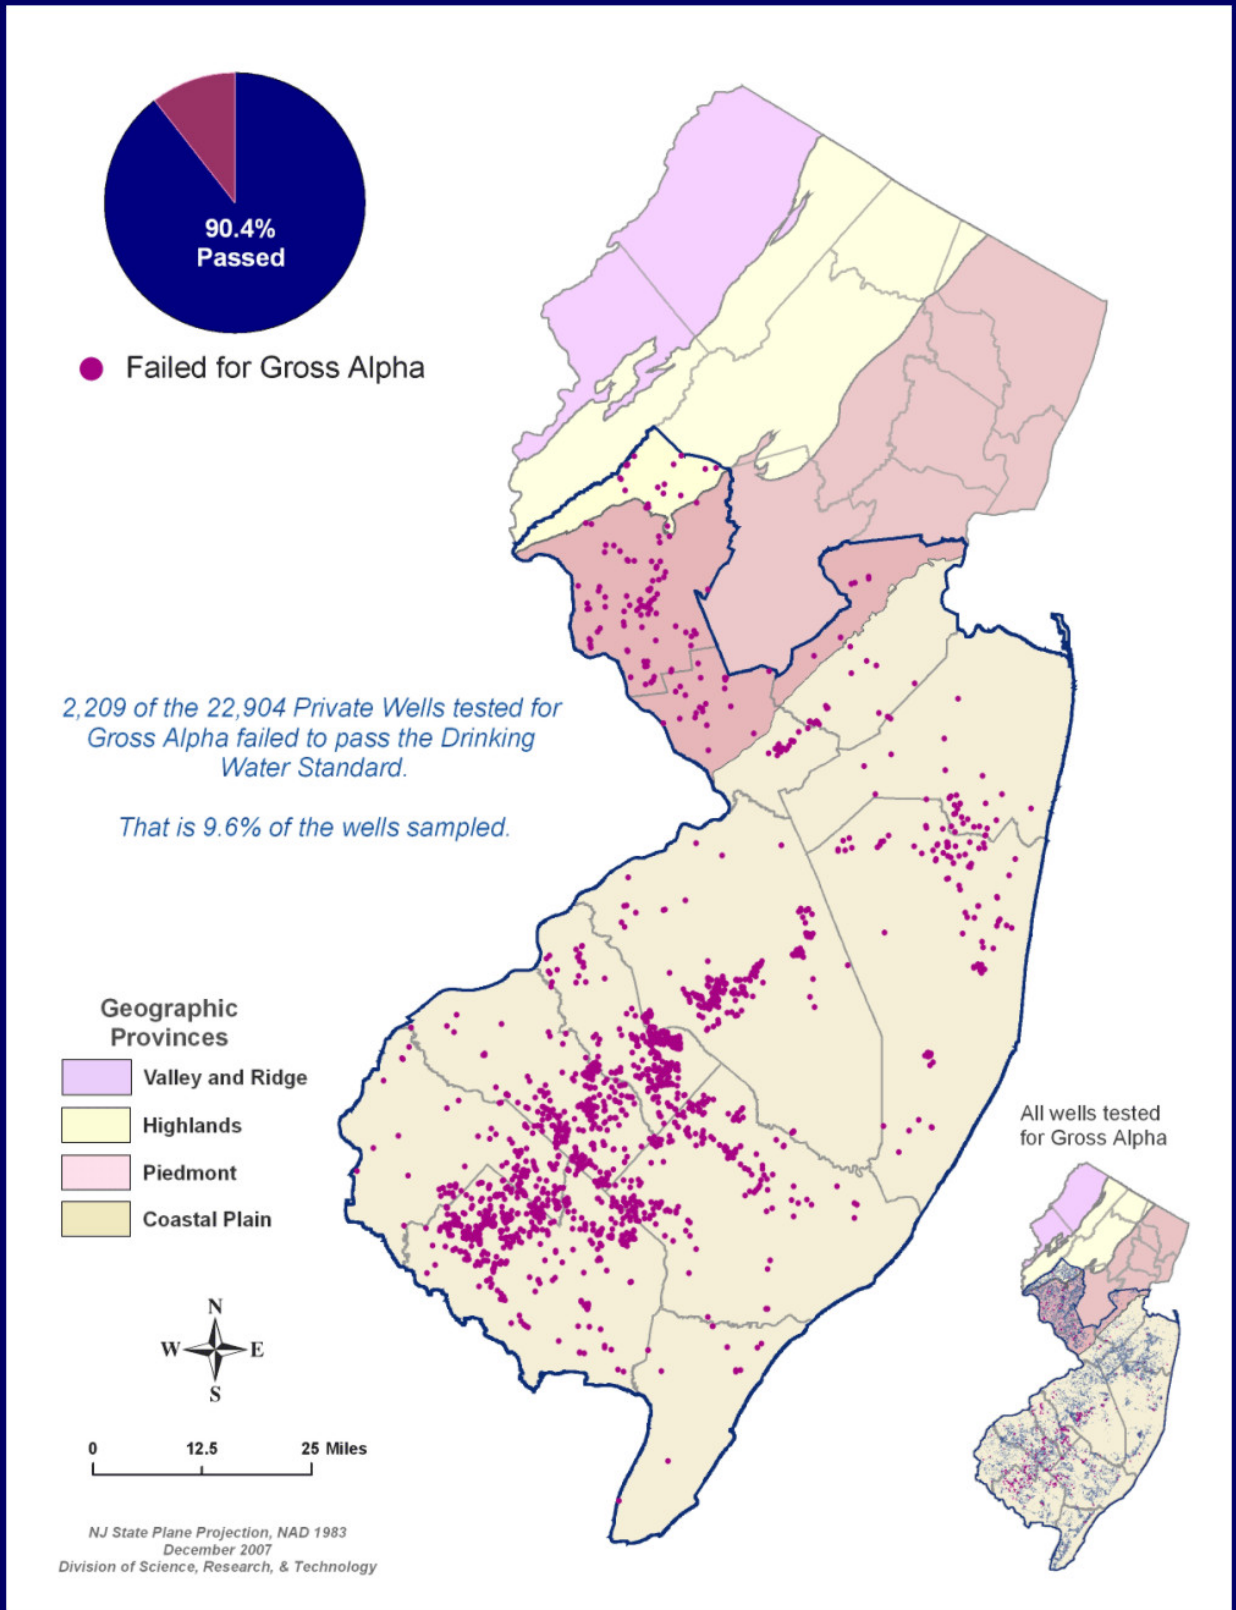 90.4%
Passed
Failed for Gross Alpha
2,209 of the 22,904 Private Wells tested for
Gross Alpha failed to pass the Drinking
Water Standard.
That is 9.6% of the wells sampled.
Geographic
Provinces
Valley and Ridge
Highlands
Piedmont
Coastal Plain
N
W E
S
0 12.5 25 Miles
NJ State Plane Projection, NAD 1983
December 2007
Division of Science, Research, & Technology
All wells tested
for Gross Alpha